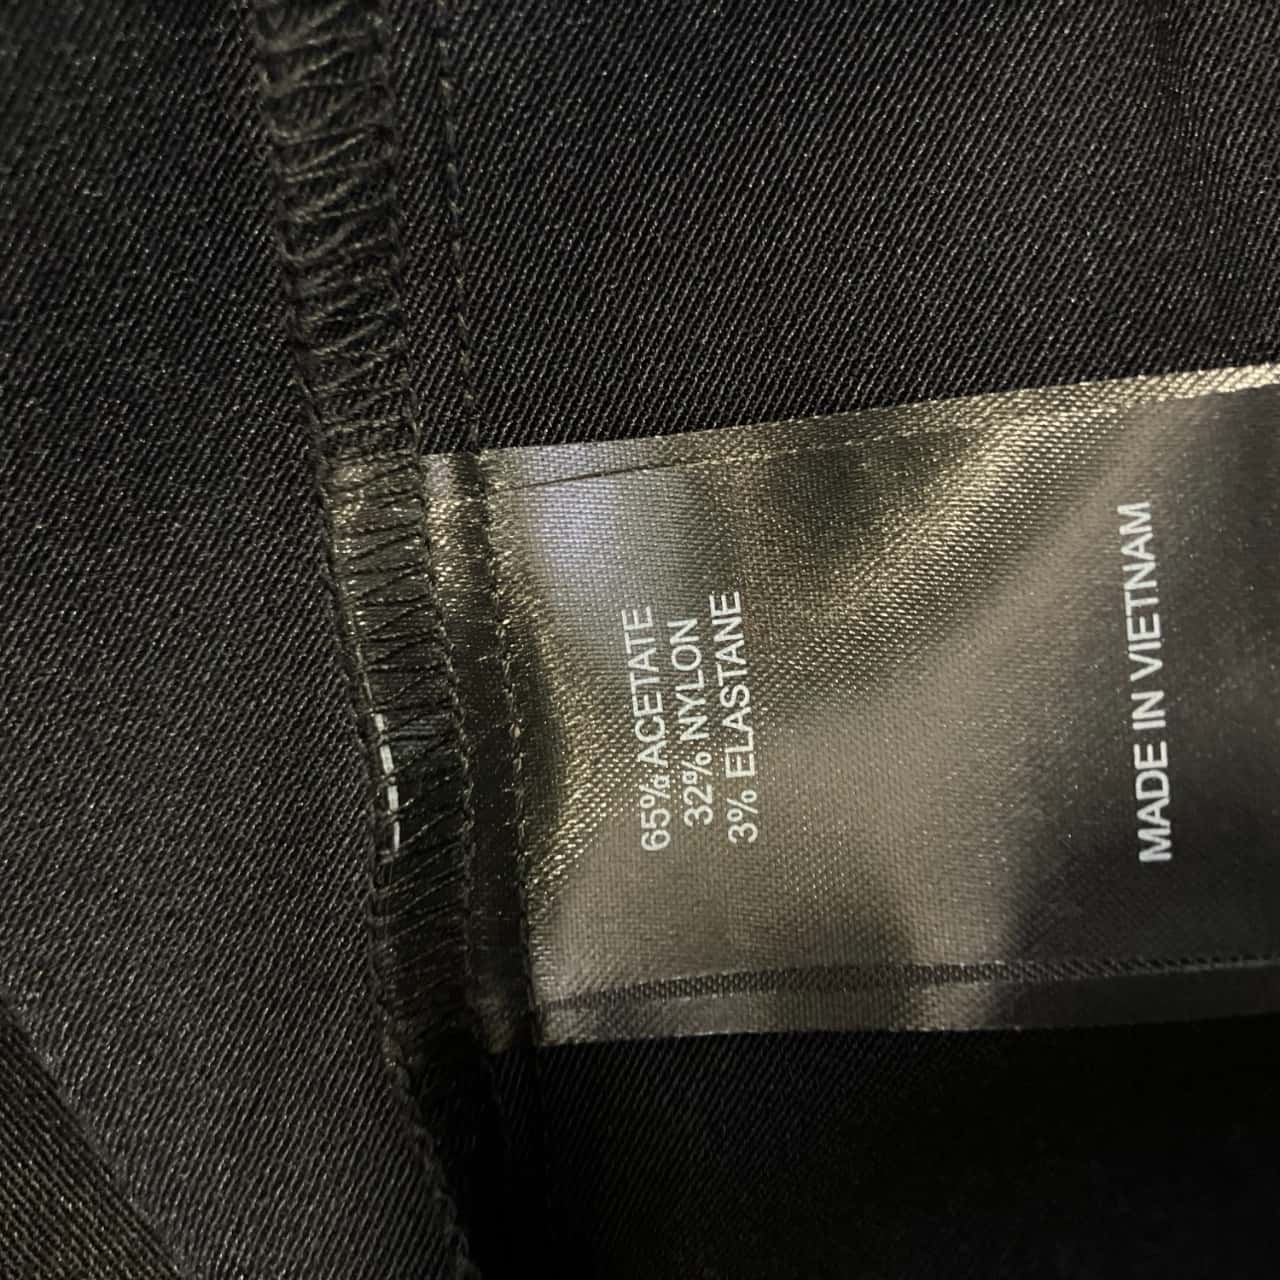 65% ACETATE
32% NYLON
3% ELASTANE
MADE IN VIETNAM